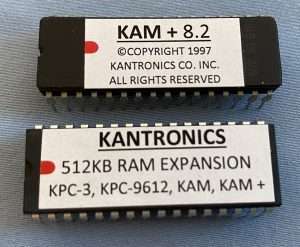 KAM + 8.2
©COPYRIGHT 1997
KANTRONICS CO. INC.
ALL RIGHTS RESERVED
KANTRONICS
512KB RAM EXPANSION
KPC-3, KPC-9612, KAM, KAM +